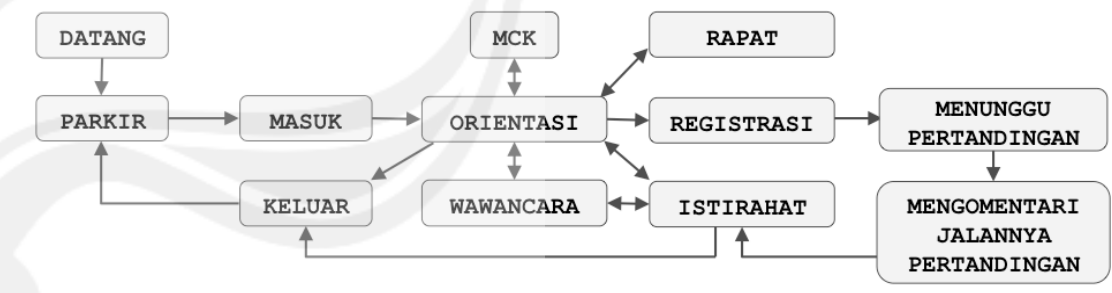 DATANG
MCK
RAPAT
PARKIR
MASUK
ORIENTASI
REGISTRASI
MENUNGGU
PERTANDINGAN
KELUAR
WAWANCARA
ISTIRAHAT
MENGOMENTARI
JALANNYA
PERTANDINGAN